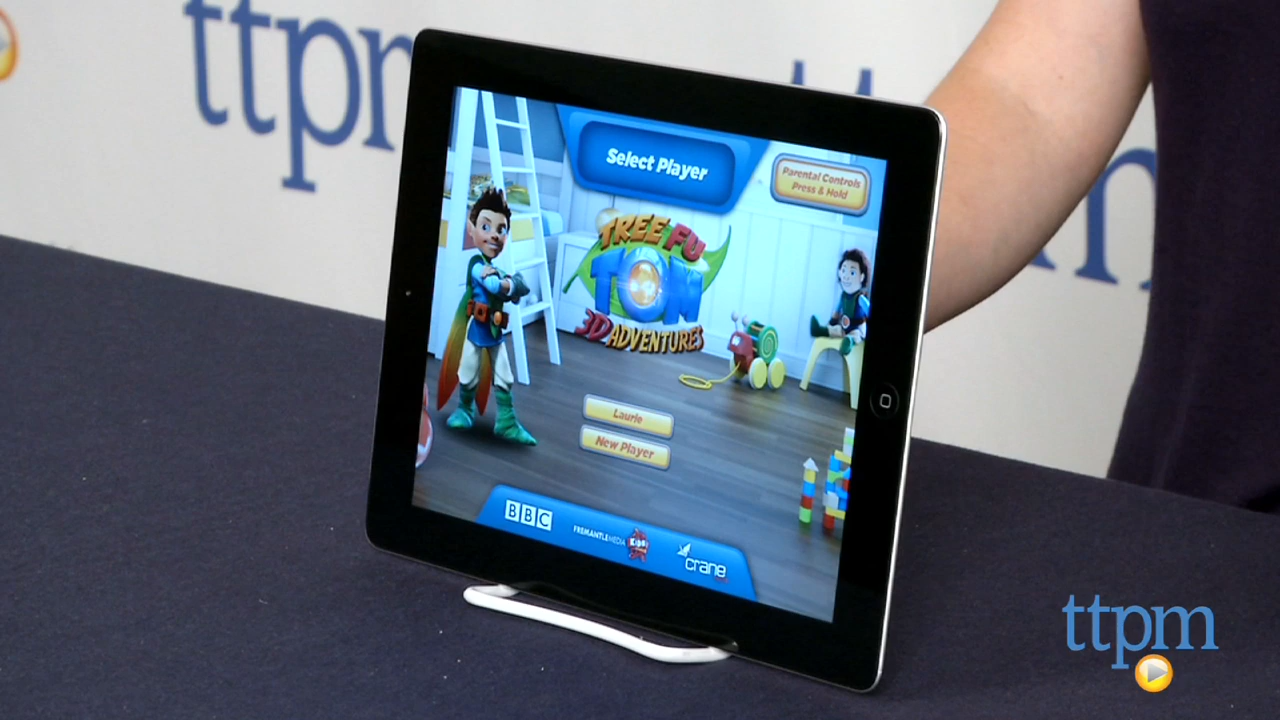 ttpm
Select Player
Parental Controls
Press & Hold
TREE FU
TOM
3D ADVENTURES
Laurie
New Player
BBC
FREMANTLEMEDIA
KIDS
crane
ttpm